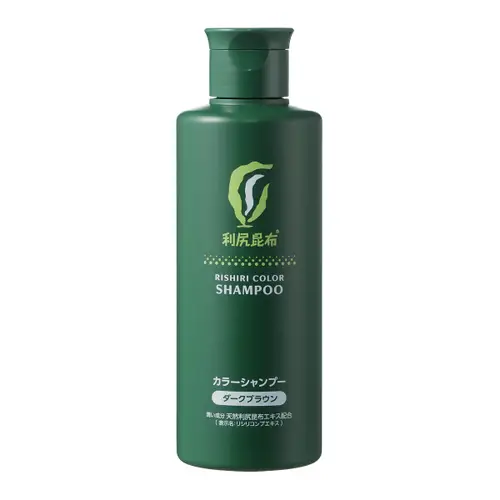 利尻昆布®
RISHIRI COLOR
SHAMPOO
カラーシャンプー
ダークブラウン
潤い成分 天然利尻昆布エキス配合
(表示名:リシリコンブエキス)